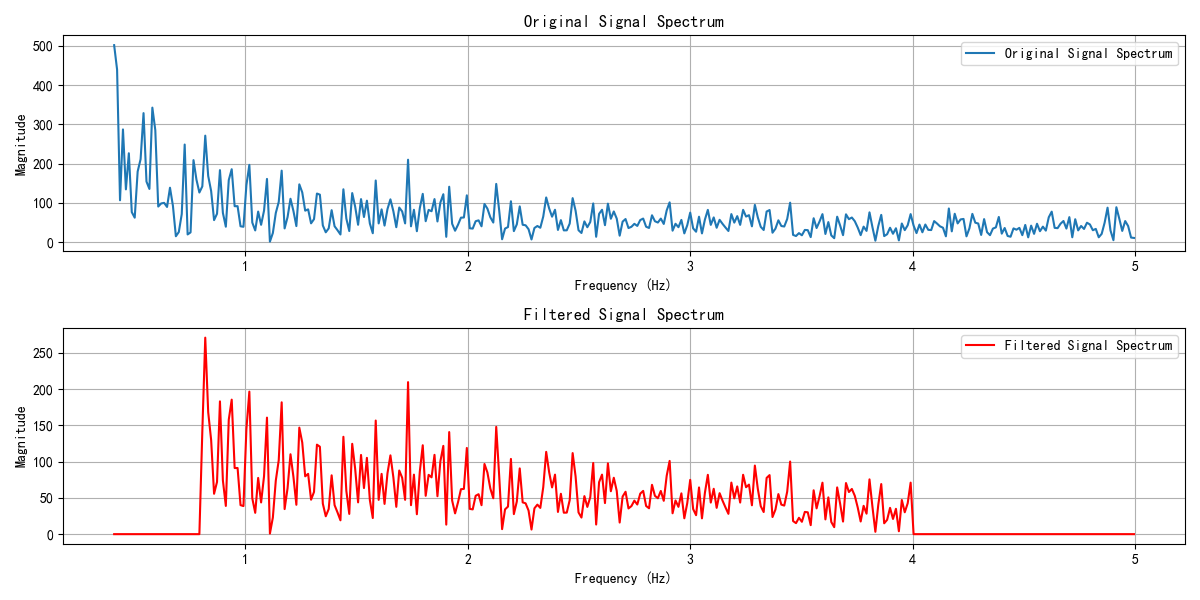 Original Signal Spectrum
Original Signal Spectrum
500
400
300
200
100
0
Magnitude
1 2 3 4 5
Frequency (Hz)
Filtered Signal Spectrum
Filtered Signal Spectrum
250
200
150
100
50
0
Magnitude
1 2 3 4 5
Frequency (Hz)